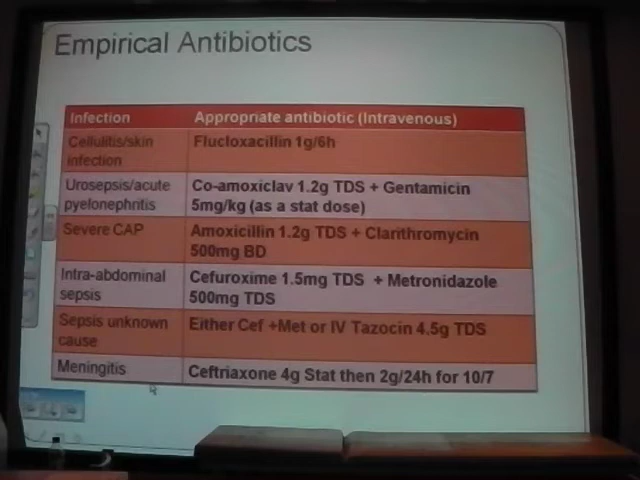 Empirical Antibiotics
Infection Appropriate antibiotic (Intravenous)
Cellulitis/skin Flucloxacillin 1g/6h
infection
Urosepsis/acute Co-amoxiclav 1.2g TDS + Gentamicin
pyelonephritis 5mg/kg (as a stat dose)
Severe CAP Amoxicillin 1.2g TDS + Clarithromycin
500mg BD
Intra-abdominal Cefuroxime 1.5mg TDS + Metronidazole
sepsis 500mg TDS
Sepsis unknown Either Cef +Met or IV Tazocin 4.5g TDS
cause
Meningitis Ceftriaxone 4g Stat then 2g/24h for 10/7